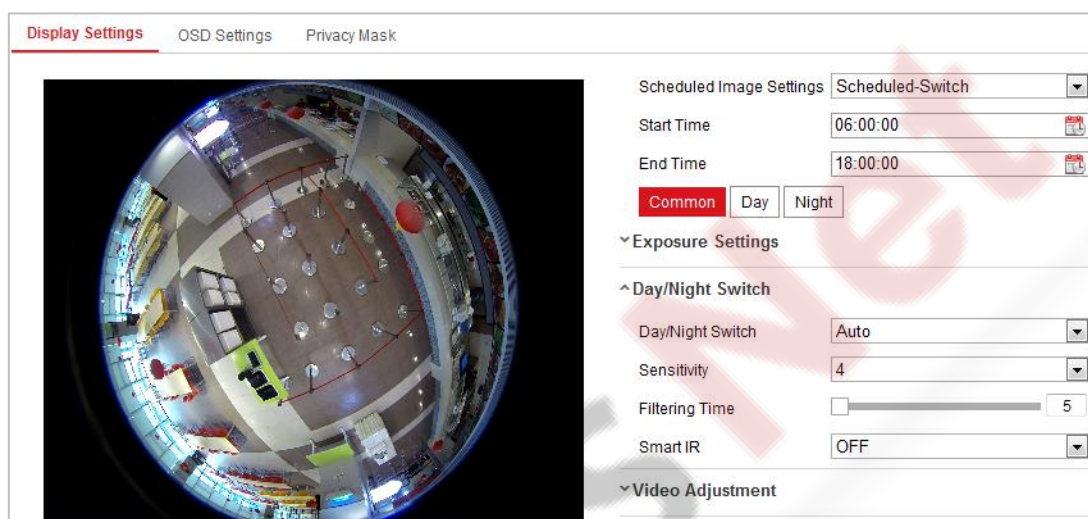 Display Settings OSD Settings Privacy Mask
Scheduled Image Settings Scheduled-Switch
Start Time 06:00:00
End Time 18:00:00
Common Day Night
Exposure Settings
Day/Night Switch
Day/Night Switch Auto
Sensitivity 4
Filtering Time 5
Smart IR OFF
Video Adjustment
Net